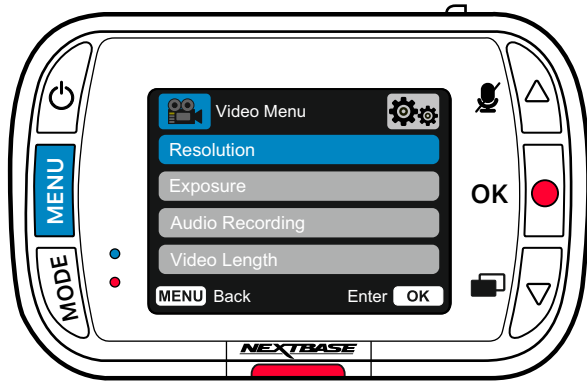 Video Menu
MENU
Resolution
Exposure
OK
Audio Recording
Video Length
MODE
MENU Back Enter OK
NEXTBASE